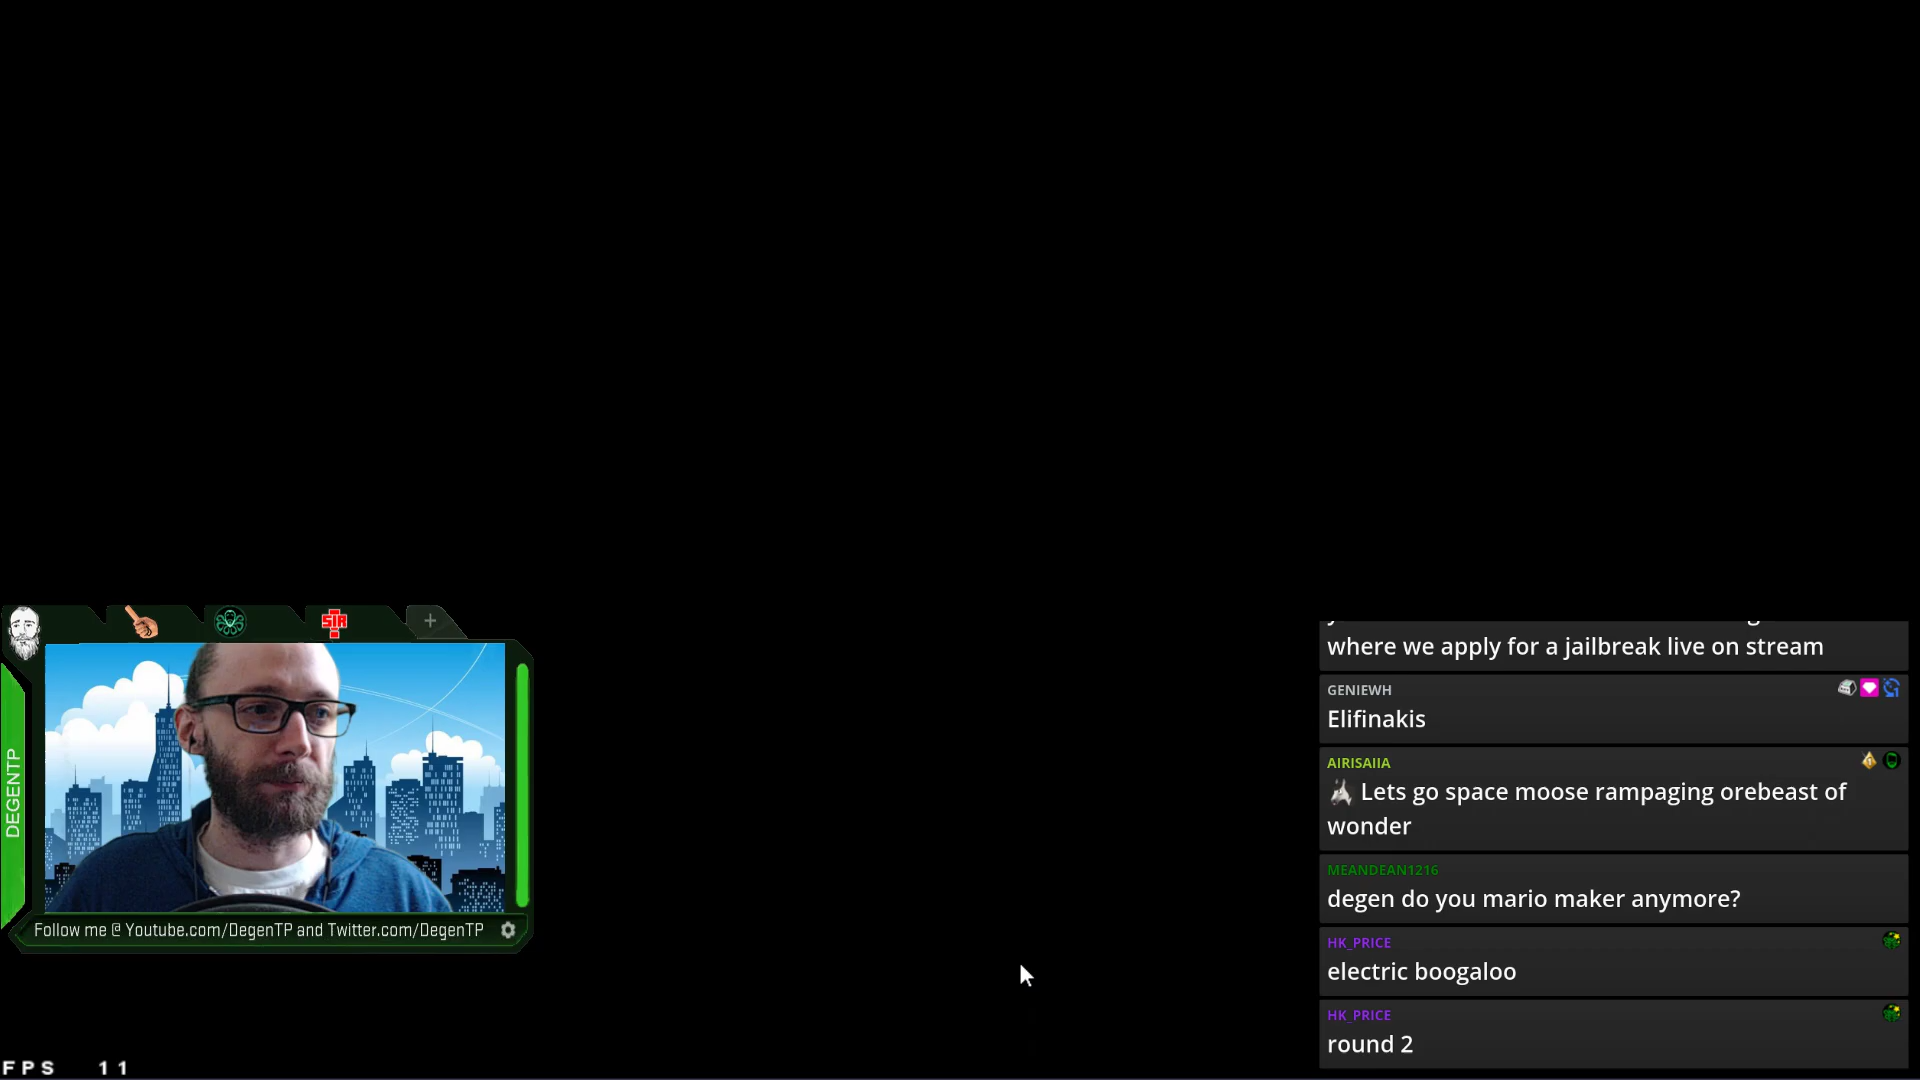 SIR
+
DEGENTP
Follow me @ Youtube.com/DegenTP and Twitter.com/DegenTP
where we apply for a jailbreak live on stream
GENIEWH
Elifinakis
AIRISAIIA
Lets go space moose rampaging orebeast of
wonder
MEANDEAN1216
degen do you mario maker anymore?
HK_PRICE
electric boogaloo
HK_PRICE
round 2
FPS 11